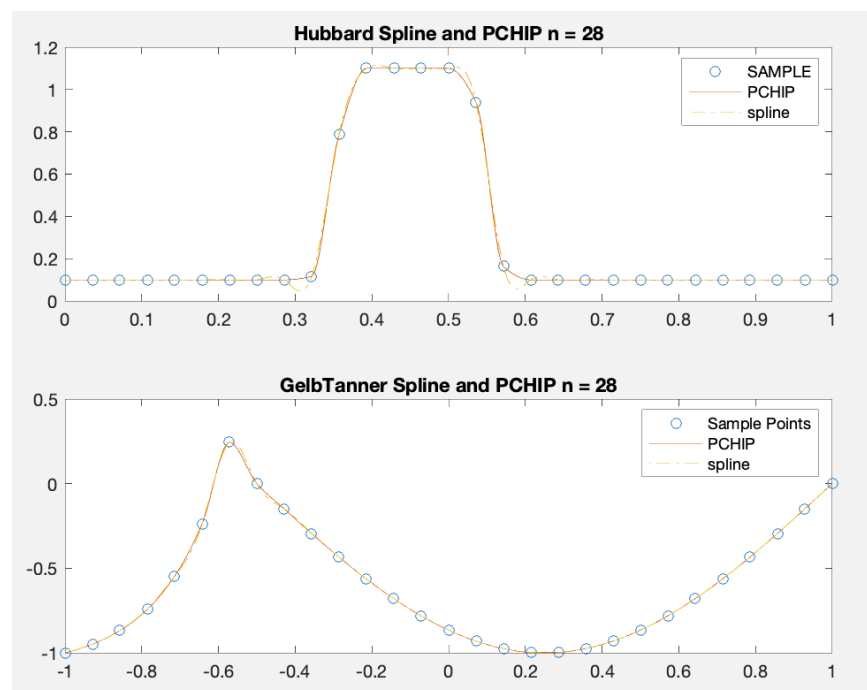 Hubbard Spline and PCHIP n = 28
1.2
1
0.8
0.6
0.4
0.2
0
SAMPLE
PCHIP
spline
0 0.1 0.2 0.3 0.4 0.5 0.6 0.7 0.8 0.9 1
GelbTanner Spline and PCHIP n = 28
0.5
0
-0.5
-1
Sample Points
PCHIP
spline
-1 -0.8 -0.6 -0.4 -0.2 0 0.2 0.4 0.6 0.8 1